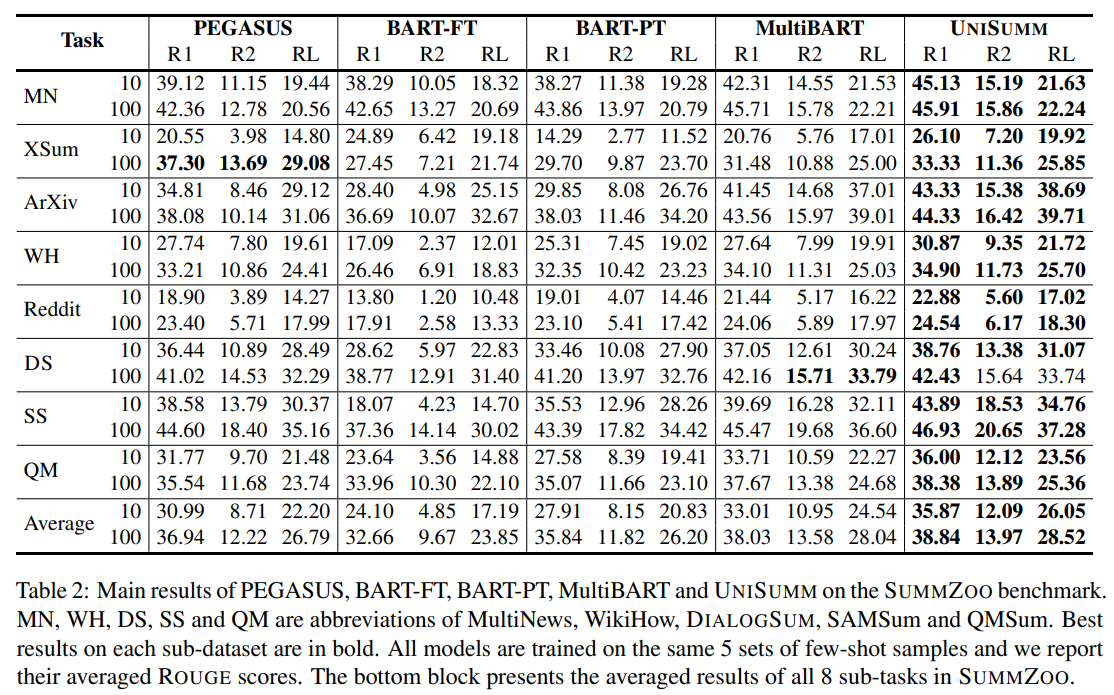 Task PEGASUS BART-FT BART-PT MultiBART UNISUMM
R1 R2 RL R1 R2 RL R1 R2 RL R1 R2 RL R1 R2 RL
MN 10 39.12 11.15 19.44 38.29 10.05 18.32 38.27 11.38 19.28 42.31 14.55 21.53 45.13 15.19 21.63
100 42.36 12.78 20.56 42.65 13.27 20.69 43.86 13.97 20.79 45.71 15.78 22.21 45.91 15.86 22.24
XSum 10 20.55 3.98 14.80 24.89 6.42 19.18 14.29 2.77 11.52 20.76 5.76 17.01 26.10 7.20 19.92
100 37.30 13.69 29.08 27.45 7.21 21.74 29.70 9.87 23.70 31.48 10.88 25.00 33.33 11.36 25.85
ArXiv 10 34.81 8.46 29.12 28.40 4.98 25.15 29.85 8.08 26.76 41.45 14.68 37.01 43.33 15.38 38.69
100 38.08 10.14 31.06 36.69 10.07 32.67 38.03 11.46 34.20 43.56 15.97 39.01 44.33 16.42 39.71
WH 10 27.74 7.80 19.61 17.09 2.37 12.01 25.31 7.45 19.02 27.64 7.99 19.91 30.87 9.35 21.72
100 33.21 10.86 24.41 26.46 6.91 18.83 32.35 10.42 23.23 34.10 11.31 25.03 34.90 11.73 25.70
Reddit 10 18.90 3.89 14.27 13.80 1.20 10.48 19.01 4.07 14.46 21.44 5.17 16.22 22.88 5.60 17.02
100 23.40 5.71 17.99 17.91 2.58 13.33 23.10 5.41 17.42 24.06 5.89 17.97 24.54 6.17 18.30
DS 10 36.44 10.89 28.49 28.62 5.97 22.83 33.46 10.08 27.90 37.05 12.61 30.24 38.76 13.38 31.07
100 41.02 14.53 32.29 38.77 12.91 31.40 41.20 13.97 32.76 42.16 15.71 33.79 42.43 15.64 33.74
SS 10 38.58 13.79 30.37 18.07 4.23 14.70 35.53 12.96 28.26 39.69 16.28 32.11 43.89 18.53 34.76
100 44.60 18.40 35.16 37.36 14.14 30.02 43.39 17.82 34.42 45.47 19.68 36.60 46.93 20.65 37.28
QM 10 31.77 9.70 21.48 23.64 3.56 14.88 27.58 8.39 19.41 33.71 10.59 22.27 36.00 12.12 23.56
100 35.54 11.68 23.74 33.96 10.30 22.10 35.07 11.66 23.10 37.67 13.38 24.68 38.38 13.89 25.36
Average 10 30.99 8.71 22.20 24.10 4.85 17.19 27.91 8.15 20.83 33.01 10.95 24.54 35.87 12.09 26.05
100 36.94 12.22 26.79 32.66 9.67 23.85 35.84 11.82 26.20 38.03 13.58 28.04 38.84 13.97 28.52
Table 2: Main results of PEGASUS, BART-FT, BART-PT, MultiBART and UNISUMM on the SUMMZOO benchmark.
MN, WH, DS, SS and QM are abbreviations of MultiNews, WikiHow, DIALOGSUM, SAMSum and QMSum. Best
results on each sub-dataset are in bold. All models are trained on the same 5 sets of few-shot samples and we report
their averaged ROUGE scores. The bottom block presents the averaged results of all 8 sub-tasks in SUMMZOO.